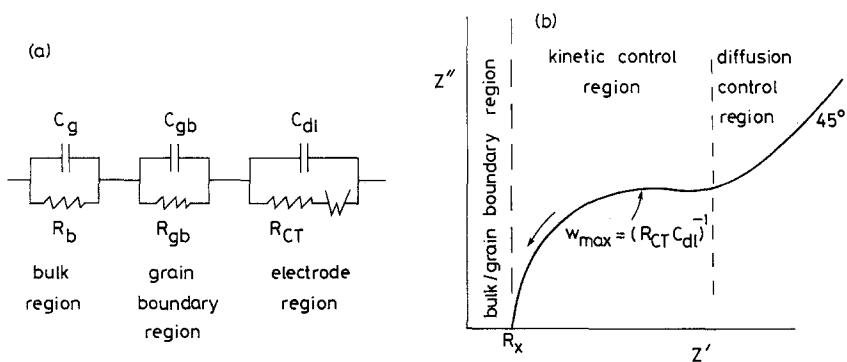 (a)
C_g
C_gb
C_dl
R_b
R_gb
R_CT
W
bulk
region
grain
boundary
region
electrode
region
(b)
Z″
bulk/grain boundary region
kinetic control
region
diffusion
control
region
45°
w_max = (R_CT C_dl)^-1
R_x
Z′